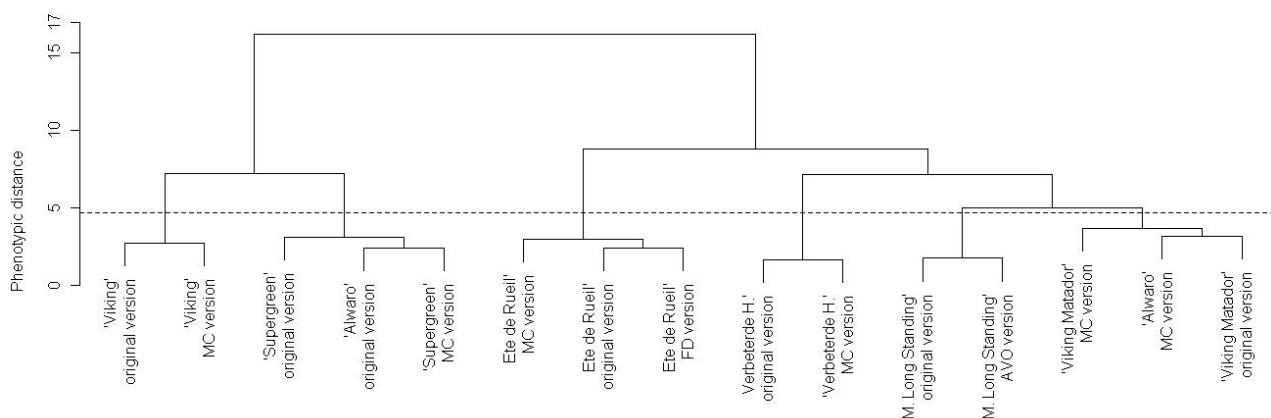 17
15
10
5
0
Phenotypic distance
'Viking'
original version
'Viking'
MC version
'Supergreen'
original version
'Alwaro'
original version
'Supergreen'
MC version
Ete de Rueil'
MC version
Ete de Rueil'
original version
Ete de Rueil'
FD version
Verbeterde H.'
original version
'Verbeterde H.'
MC version
M. Long Standing'
original version
M. Long Standing'
AVO version
'Viking Matador'
MC version
'Alwaro'
MC version
'Viking Matador'
original version